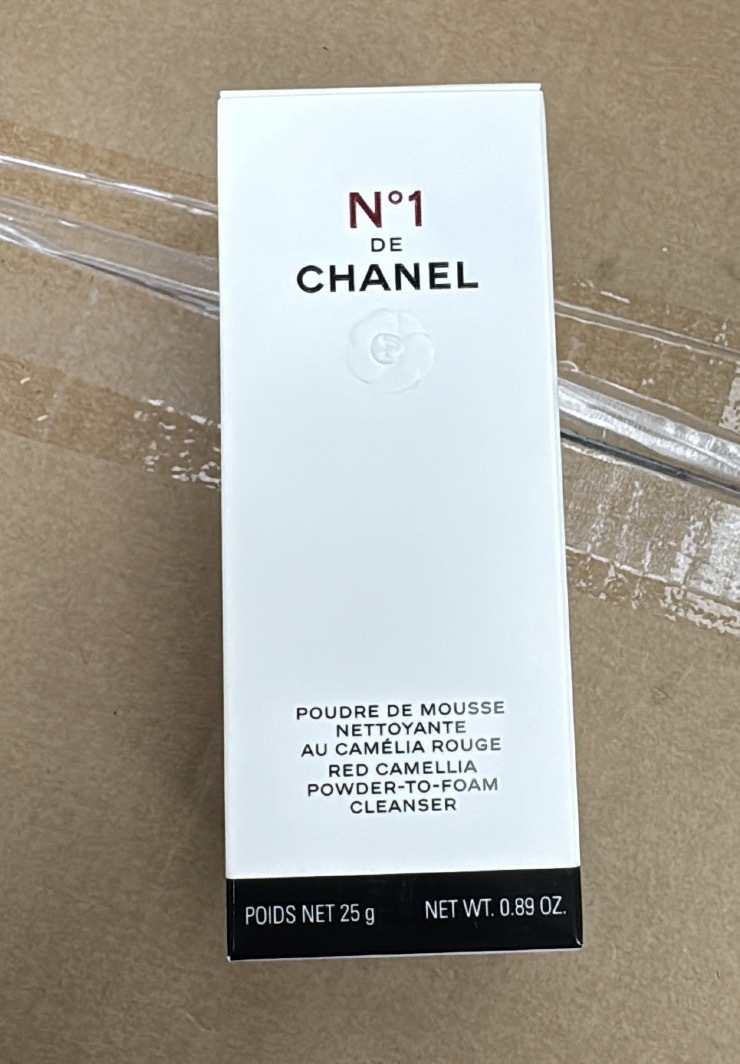 N°1
DE
CHANEL
POUDRE DE MOUSSE
NETTOYANTE
AU CAMÉLIA ROUGE
RED CAMELLIA
POWDER-TO-FOAM
CLEANSER
POIDS NET 25 g NET WT. 0.89 OZ.